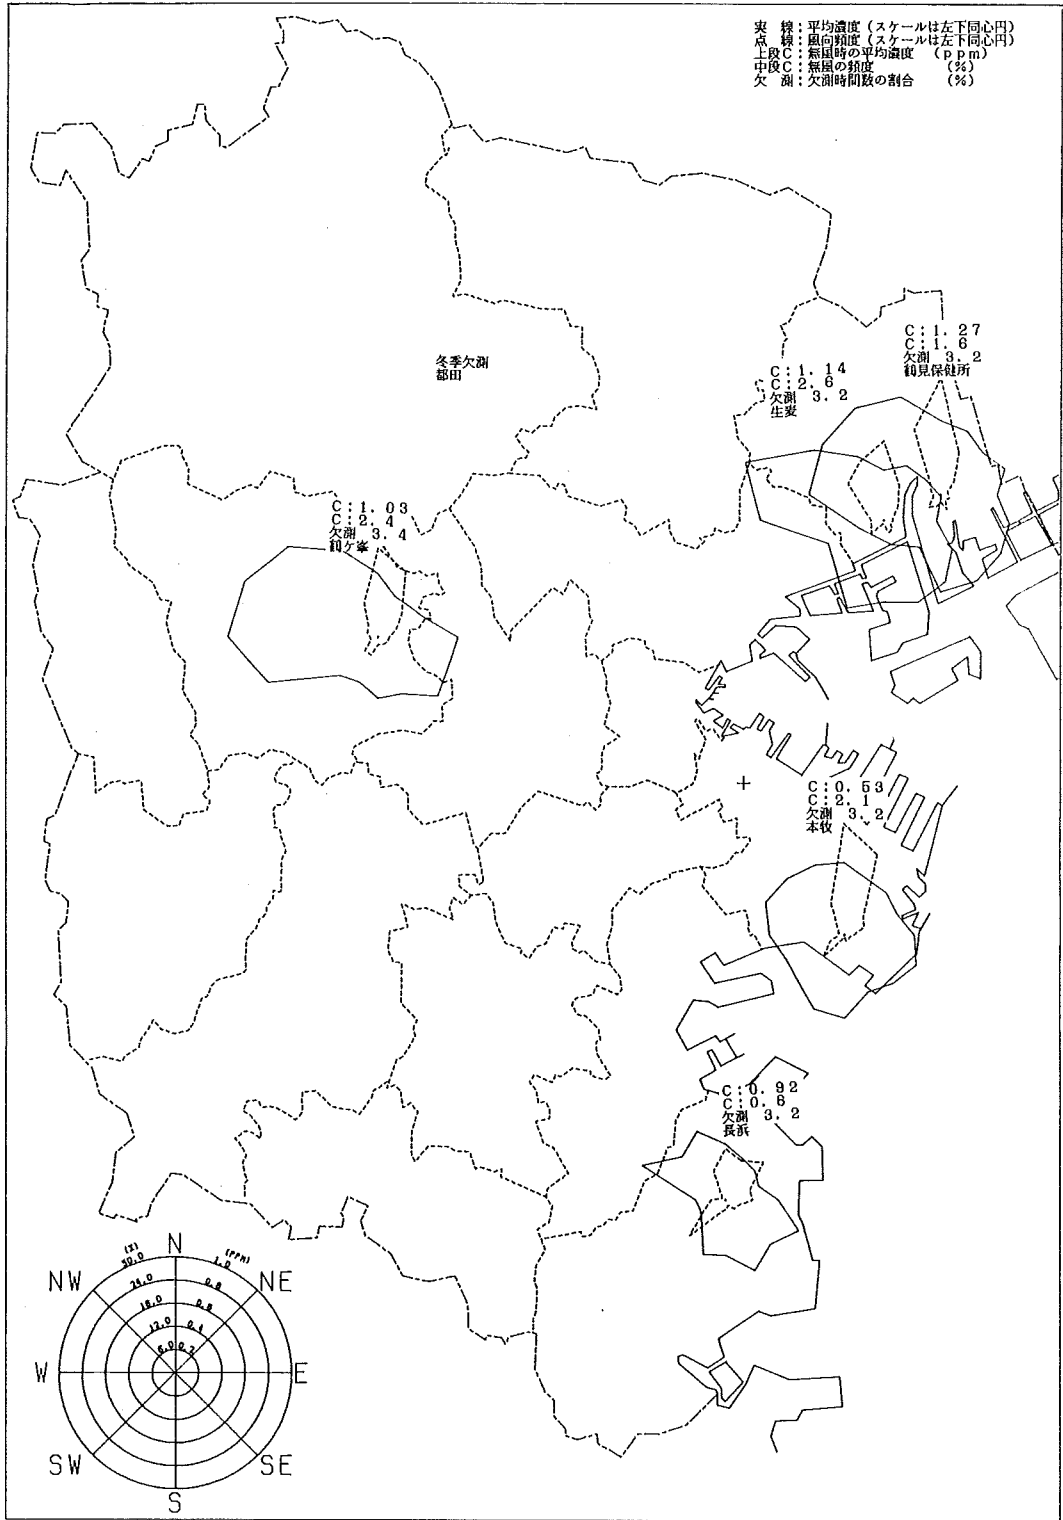 実　線：平均濃度（スケールは左下同心円）
点　線：風向頻度（スケールは左下同心円）
上段C：無風時の平均濃度　（ｐｐｍ）
中段C：無風の頻度　（％）
欠　測：欠測時間数の割合　（％）
C：1．27
C：1．6
欠測　3．2
鶴見保健所
冬季欠測
都田
C：1．14
C：2．6
欠測　3．2
生麦
C：1．03
C：2．4
欠測　3．4
鶴ケ峯
C：0．53
C：2．1
欠測　3．2
本牧
C：0．92
C：0．6
欠測　3．2
長浜
(%)
30.0
(PPM)
1.0
24.0
0.8
18.0
0.6
12.0
0.4
6.0
0.2
N
NW
NE
W
E
SW
SE
S